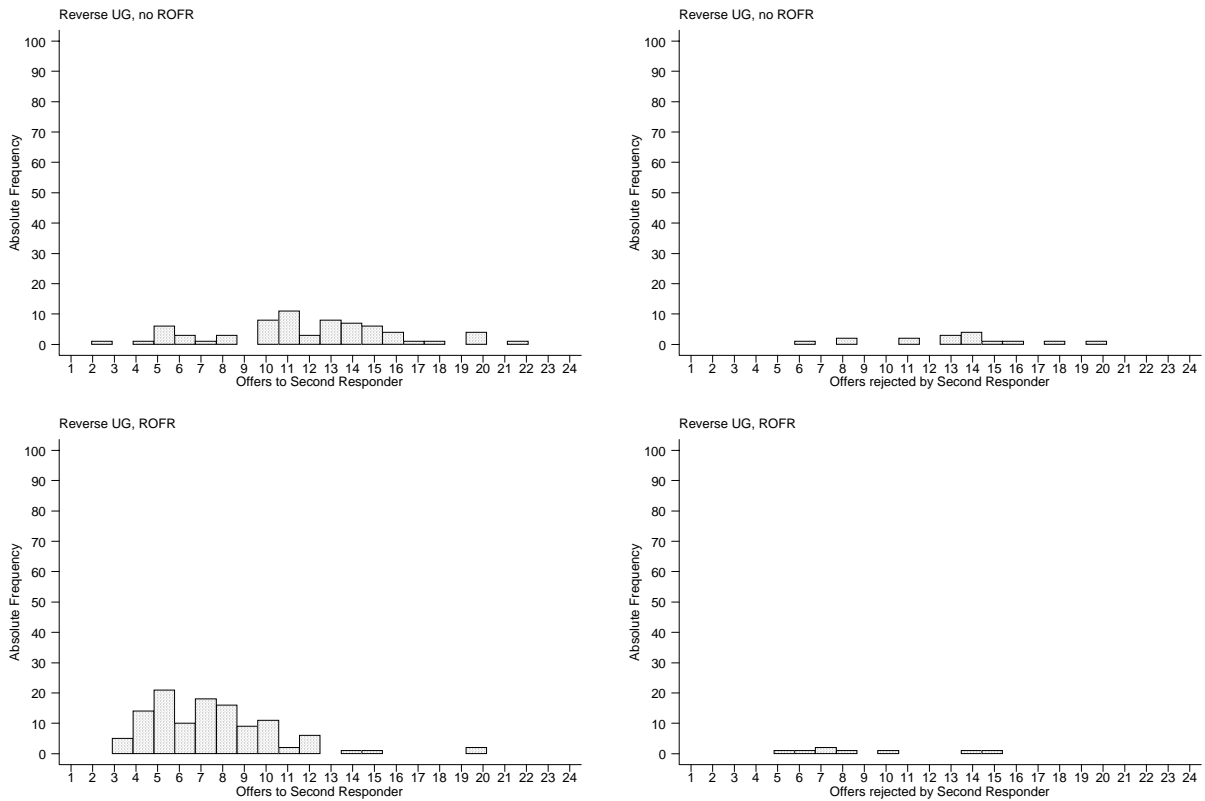 Reverse UG, no ROFR
100
90
80
70
60
50
40
30
20
10
0
Absolute Frequency
1 2 3 4 5 6 7 8 9 10 11 12 13 14 15 16 17 18 19 20 21 22 23 24
Offers to Second Responder
Reverse UG, no ROFR
100
90
80
70
60
50
40
30
20
10
0
Absolute Frequency
1 2 3 4 5 6 7 8 9 10 11 12 13 14 15 16 17 18 19 20 21 22 23 24
Offers rejected by Second Responder
Reverse UG, ROFR
100
90
80
70
60
50
40
30
20
10
0
Absolute Frequency
1 2 3 4 5 6 7 8 9 10 11 12 13 14 15 16 17 18 19 20 21 22 23 24
Offers to Second Responder
Reverse UG, ROFR
100
90
80
70
60
50
40
30
20
10
0
Absolute Frequency
1 2 3 4 5 6 7 8 9 10 11 12 13 14 15 16 17 18 19 20 21 22 23 24
Offers rejected by Second Responder